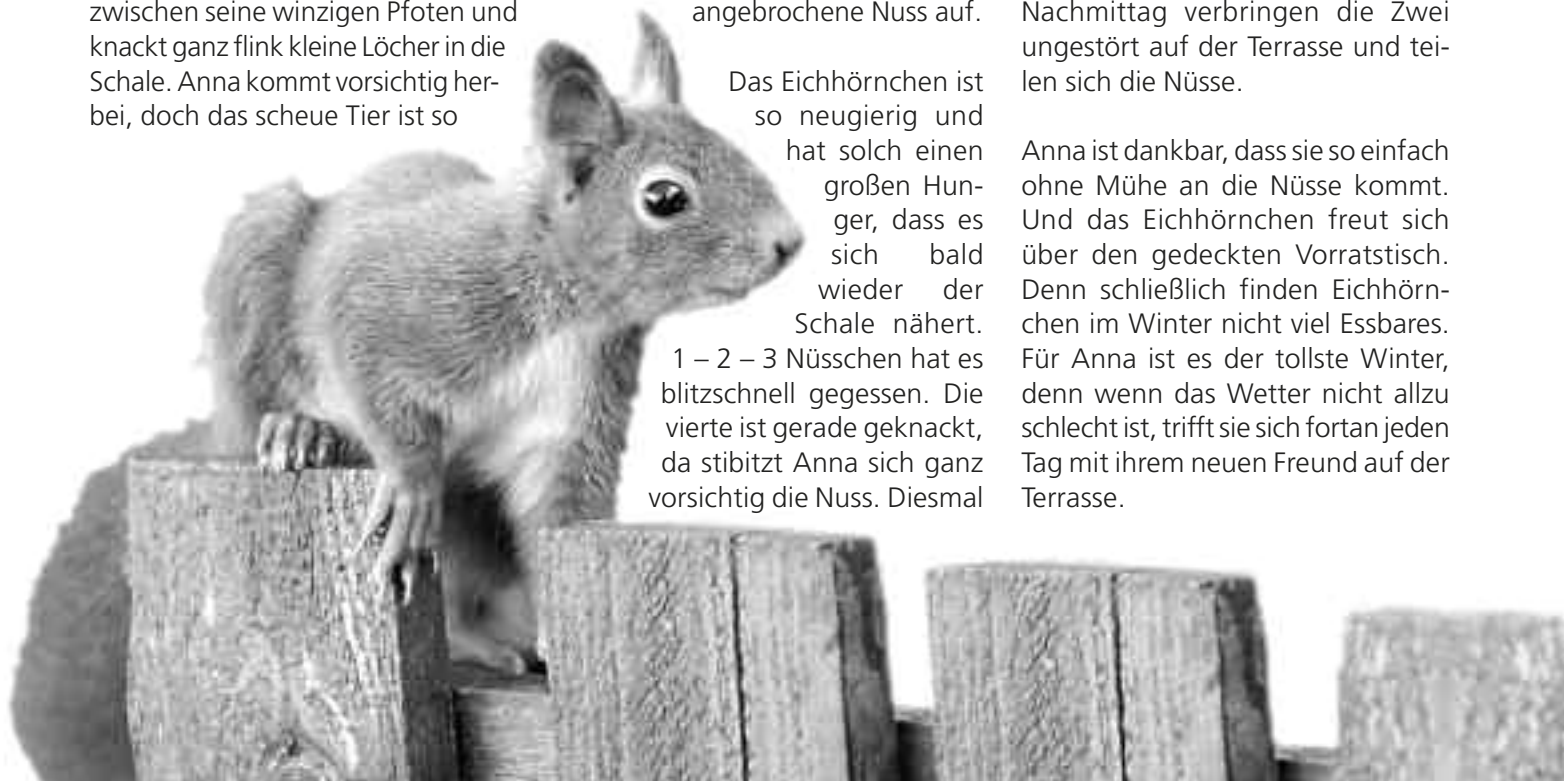 zwischen seine winzigen Pfoten und
knackt ganz flink kleine Löcher in die
Schale. Anna kommt vorsichtig her-
bei, doch das scheue Tier ist so
angebrochene Nuss auf.
Das Eichhörnchen ist
so neugierig und
hat solch einen
großen Hun-
ger, dass es
sich bald
wieder der
Schale nähert.
1 – 2 – 3 Nüsschen hat es
blitzschnell gegessen. Die
vierte ist gerade geknackt,
da stibitzt Anna sich ganz
vorsichtig die Nuss. Diesmal
Nachmittag verbringen die Zwei
ungestört auf der Terrasse und tei-
len sich die Nüsse.
Anna ist dankbar, dass sie so einfach
ohne Mühe an die Nüsse kommt.
Und das Eichhörnchen freut sich
über den gedeckten Vorratstisch.
Denn schließlich finden Eichhörn-
chen im Winter nicht viel Essbares.
Für Anna ist es der tollste Winter,
denn wenn das Wetter nicht allzu
schlecht ist, trifft sie sich fortan jeden
Tag mit ihrem neuen Freund auf der
Terrasse.